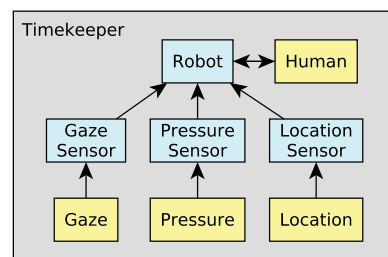 Timekeeper
Robot
Human
Gaze
Sensor
Pressure
Sensor
Location
Sensor
Gaze
Pressure
Location